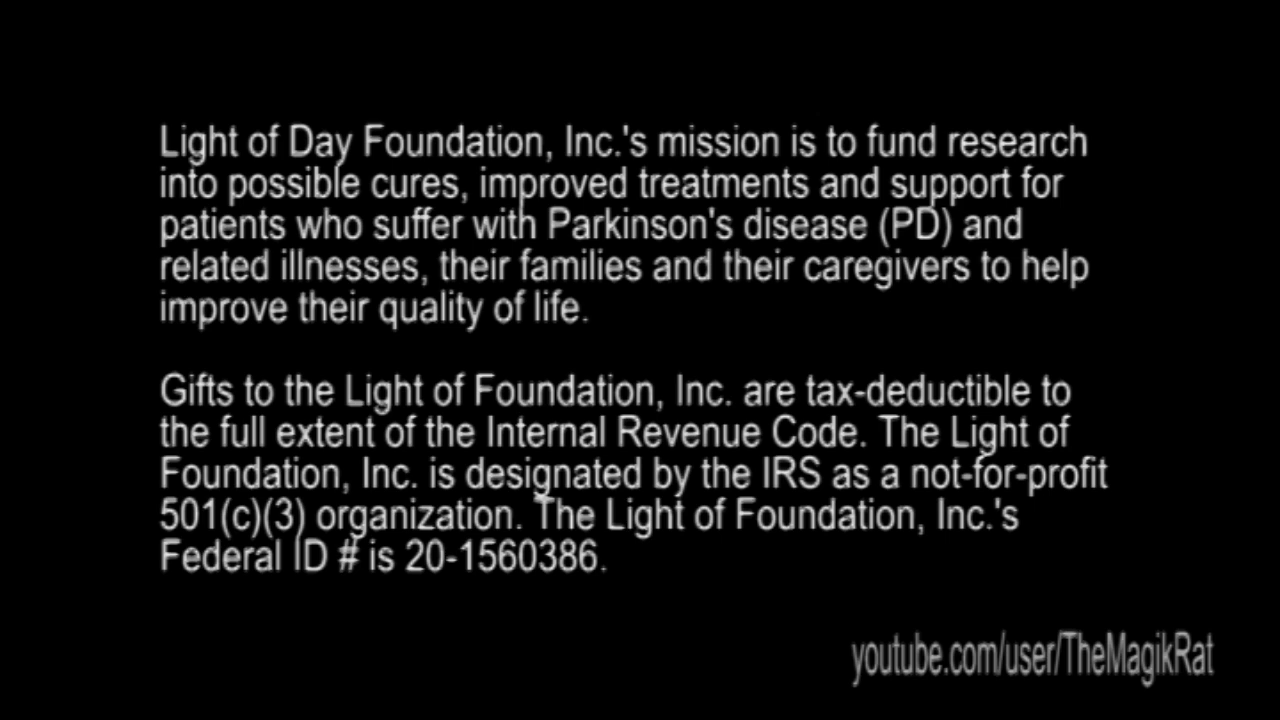 Light of Day Foundation, Inc.'s mission is to fund research
into possible cures, improved treatments and support for
patients who suffer with Parkinson's disease (PD) and
related illnesses, their families and their caregivers to help
improve their quality of life.
Gifts to the Light of Foundation, Inc. are tax-deductible to
the full extent of the Internal Revenue Code. The Light of
Foundation, Inc. is designated by the IRS as a not-for-profit
501(c)(3) organization. The Light of Foundation, Inc.'s
Federal ID # is 20-1560386.
youtube.com/user/TheMagikRat